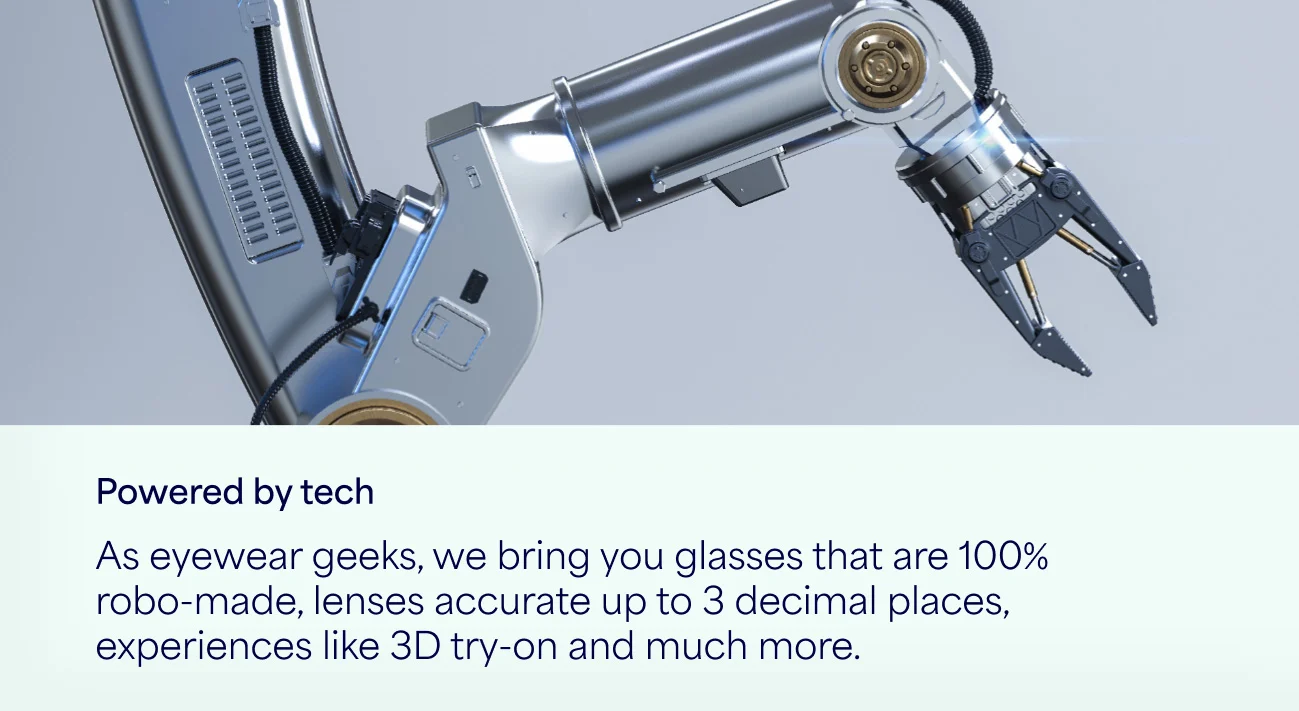 Powered by tech
As eyewear geeks, we bring you glasses that are 100%
robo-made, lenses accurate up to 3 decimal places,
experiences like 3D try-on and much more.